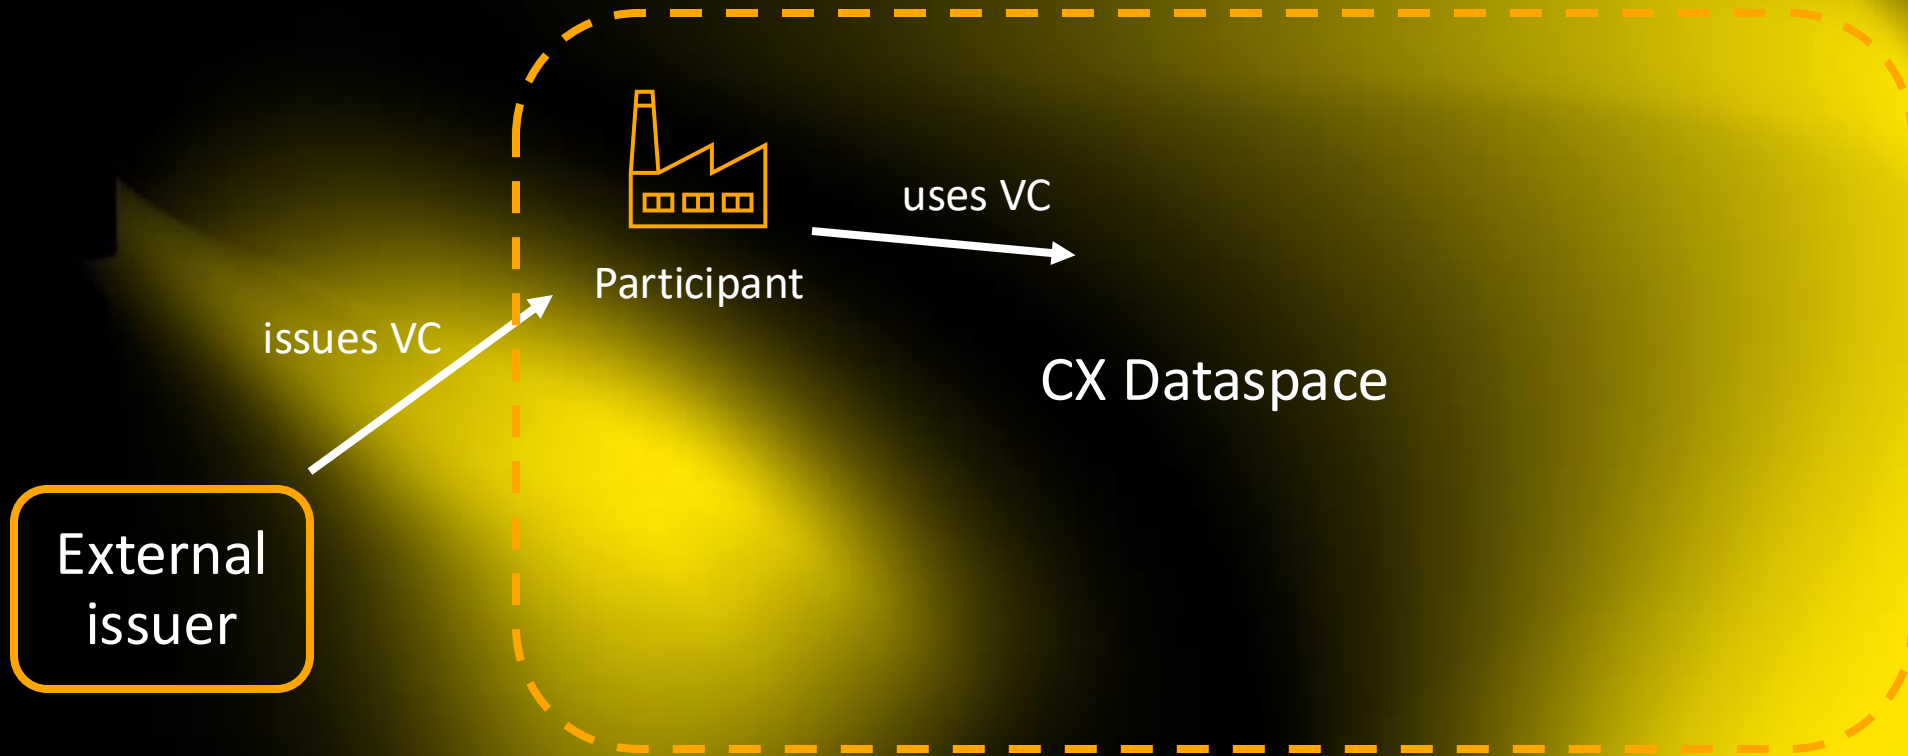 uses VC
Participant
issues VC
CX Dataspace
External
issuer